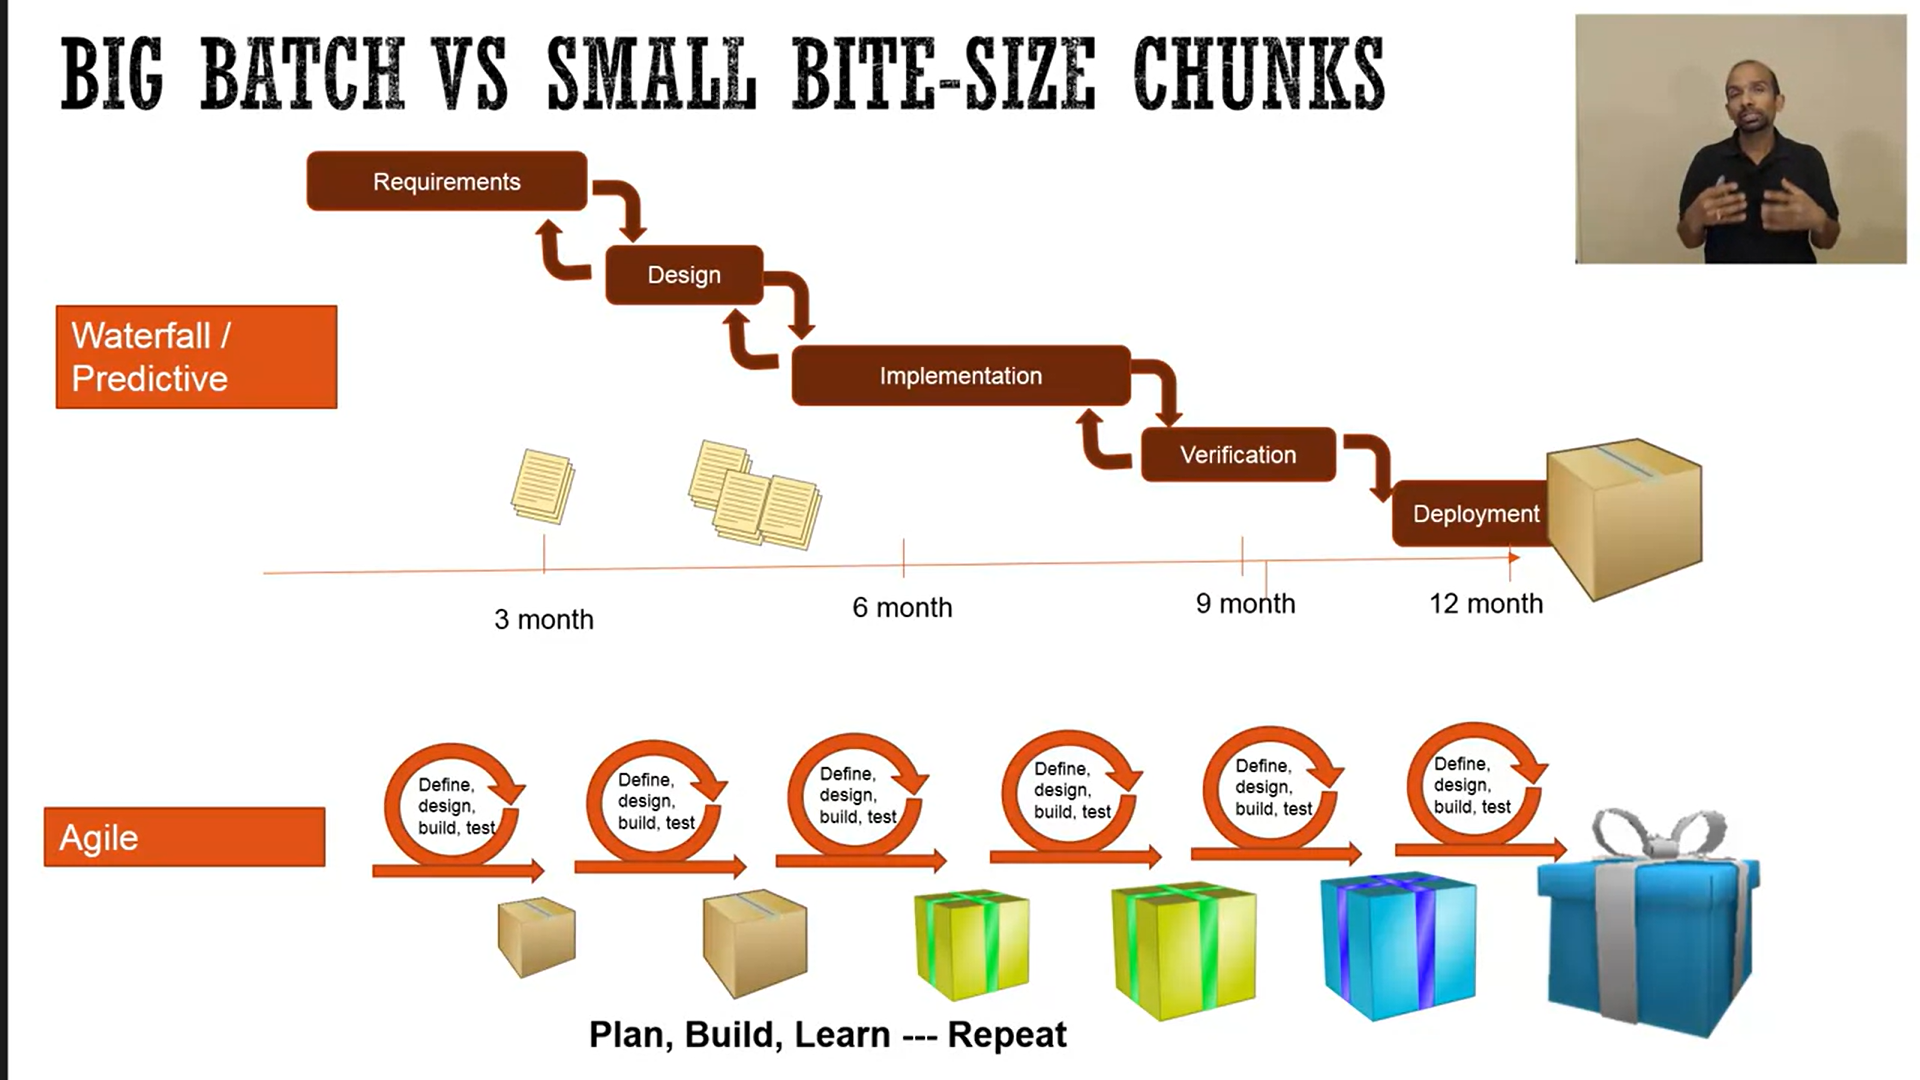 BIG BATCH VS SMALL BITE-SIZE CHUNKS
Requirements
Design
Waterfall /
Predictive
Implementation
Verification
Deployment
3 month
6 month
9 month
12 month
Define,
design,
build, test
Define,
design,
build, test
Define,
design,
build, test
Define,
design,
build, test
Define,
design,
build, test
Define,
design,
build, test
Agile
Plan, Build, Learn --- Repeat